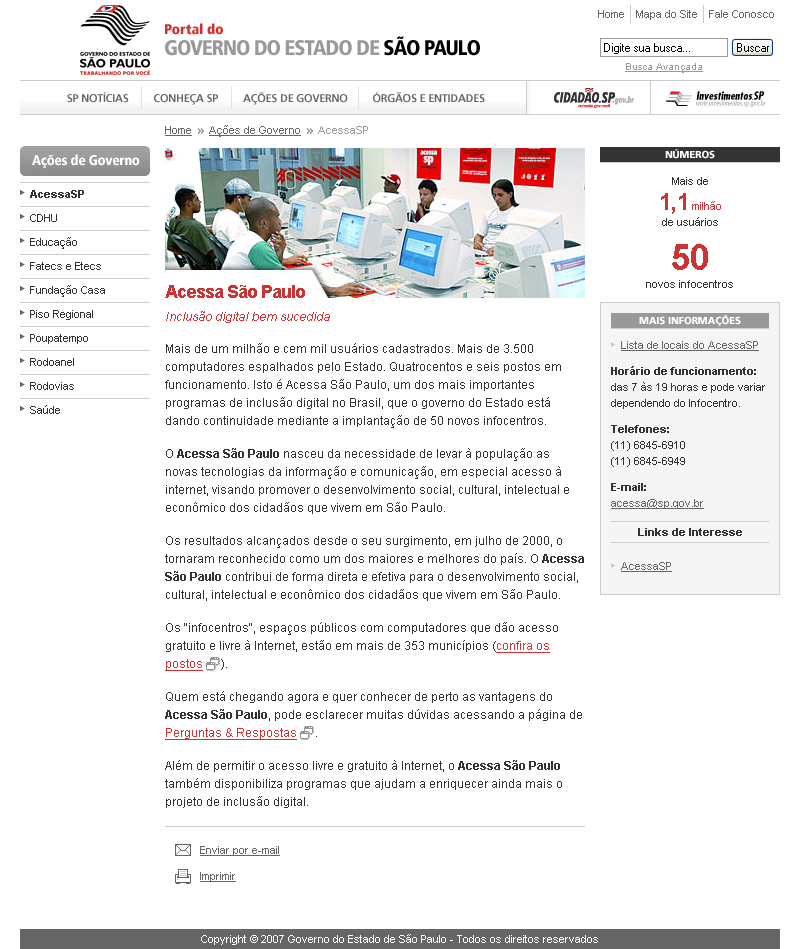 GOVERNO DO ESTADO DE
SÃO PAULO
TRABALHANDO POR VOCÊ
Portal do
GOVERNO DO ESTADO DE SÃO PAULO
Home
Mapa do Site
Fale Conosco
Digite sua busca...
Buscar
Busca Avançada
SP NOTÍCIAS
CONHEÇA SP
AÇÕES DE GOVERNO
ÓRGÃOS E ENTIDADES
CIDADÃO.SP.gov.br
Investimentos.SP
www.investimentos.sp.gov.br
Home » Ações de Governo » AcessaSP
Ações de Governo
AcessaSP
CDHU
Educação
Fatecs e Etecs
Fundação Casa
Piso Regional
Poupatempo
Rodoanel
Rodovias
Saúde
acessa
sp
Acessa São Paulo
Inclusão digital bem sucedida
Mais de um milhão e cem mil usuários cadastrados. Mais de 3.500
computadores espalhados pelo Estado. Quatrocentos e seis postos em
funcionamento. Isto é Acessa São Paulo, um dos mais importantes
programas de inclusão digital no Brasil, que o governo do Estado está
dando continuidade mediante a implantação de 50 novos infocentros.
O Acessa São Paulo nasceu da necessidade de levar à população as
novas tecnologias da informação e comunicação, em especial acesso à
internet, visando promover o desenvolvimento social, cultural, intelectual e
econômico dos cidadãos que vivem em São Paulo.
Os resultados alcançados desde o seu surgimento, em julho de 2000, o
tornaram reconhecido como um dos maiores e melhores do país. O Acessa
São Paulo contribui de forma direta e efetiva para o desenvolvimento social,
cultural, intelectual e econômico dos cidadãos que vivem em São Paulo.
Os "infocentros", espaços públicos com computadores que dão acesso
gratuito e livre à Internet, estão em mais de 353 municípios (confira os
postos ).
Quem está chegando agora e quer conhecer de perto as vantagens do
Acessa São Paulo, pode esclarecer muitas dúvidas acessando a página de
Perguntas & Respostas .
Além de permitir o acesso livre e gratuito à Internet, o Acessa São Paulo
também disponibiliza programas que ajudam a enriquecer ainda mais o
projeto de inclusão digital.
Enviar por e-mail
Imprimir
NÚMEROS
Mais de
1,1 milhão
de usuários
50
novos infocentros
MAIS INFORMAÇÕES
Lista de locais do AcessaSP
Horário de funcionamento:
das 7 às 19 horas e pode variar
dependendo do Infocentro.
Telefones:
(11) 6845-6910
(11) 6845-6949
E-mail:
acessa@sp.gov.br
Links de Interesse
AcessaSP
Copyright © 2007 Governo do Estado de São Paulo - Todos os direitos reservados